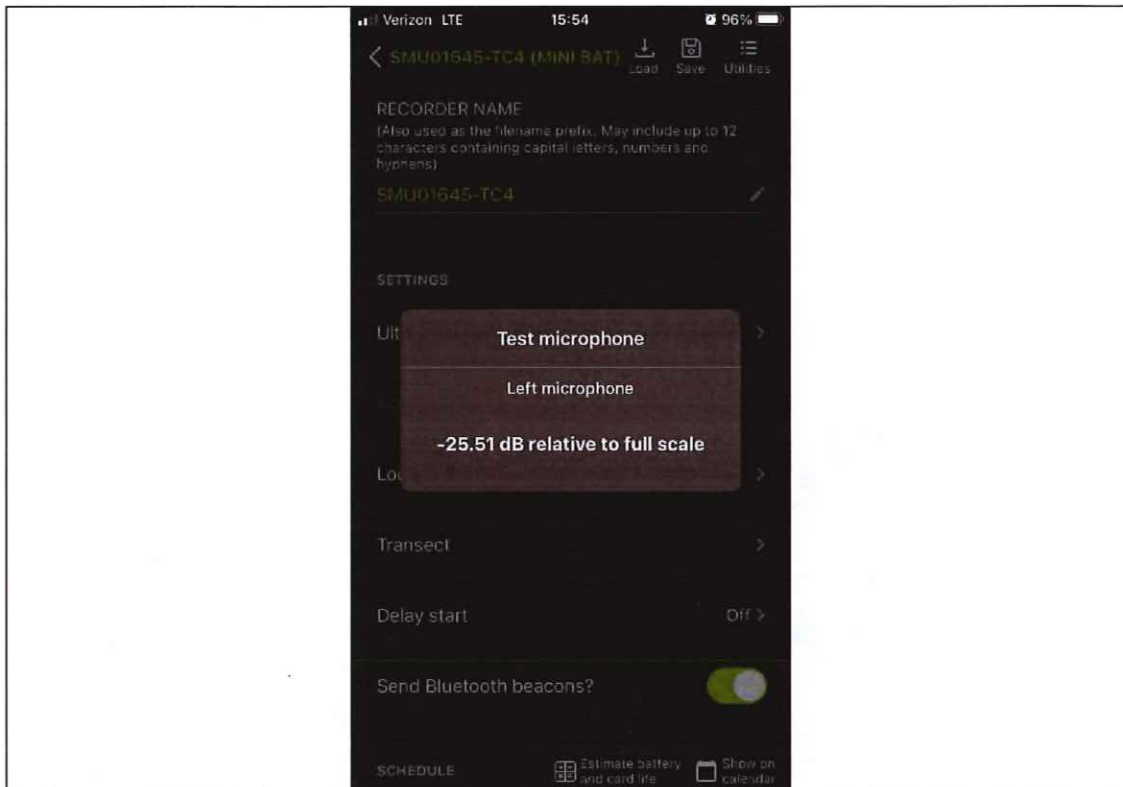 Verizon LTE 15:54 96%
SMU01645-TC4 (MINI BAT) Load Save Utilities
RECORDER NAME
(Also used as the filename prefix. May include up to 12
characters containing capital letters, numbers and
hyphens)
SMU01645-TC4
SETTINGS
Ult
Test microphone
Left microphone
-25.51 dB relative to full scale
Loc
Transect
Delay start Off
Send Bluetooth beacons?
SCHEDULE Estimate battery and card life Show on calendar